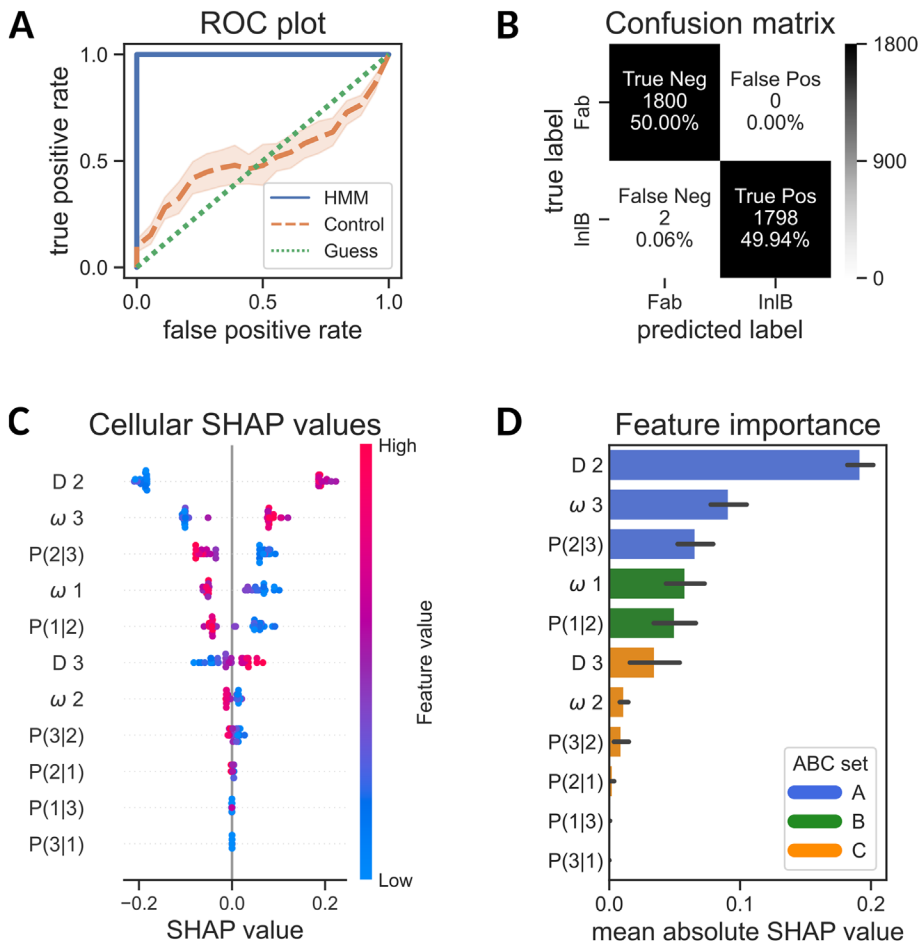 A
ROC plot
true positive rate
1.0
0.5
0.0
HMM
Control
Guess
0.0
0.5
1.0
false positive rate
B
Confusion matrix
true label
Fab
InlB
True Neg
1800
50.00%
False Pos
0
0.00%
False Neg
2
0.06%
True Pos
1798
49.94%
1800
900
0
Fab
InlB
predicted label
C
Cellular SHAP values
D 2
ω 3
P(2|3)
ω 1
P(1|2)
D 3
ω 2
P(3|2)
P(2|1)
P(1|3)
P(3|1)
−0.2
0.0
0.2
SHAP value
High
Feature value
Low
D
Feature importance
D 2
ω 3
P(2|3)
ω 1
P(1|2)
D 3
ω 2
P(3|2)
P(2|1)
P(1|3)
P(3|1)
ABC set
A
B
C
0.0
0.1
0.2
mean absolute SHAP value